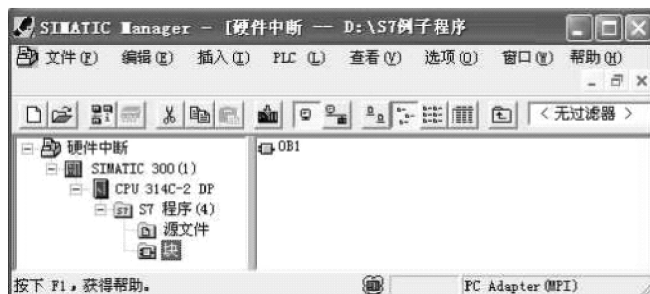 SIMATIC Manager - [硬件中断 -- D:\S7例子程序
文件(F) 编辑(E) 插入(I) PLC (L) 查看(V) 选项(O) 窗口(W) 帮助(H)
< 无过滤器 >
硬件中断
OB1
SIMATIC 300(1)
CPU 314C-2 DP
S7 程序(4)
源文件
块
按下 F1，获得帮助。 PC Adapter(MPI)